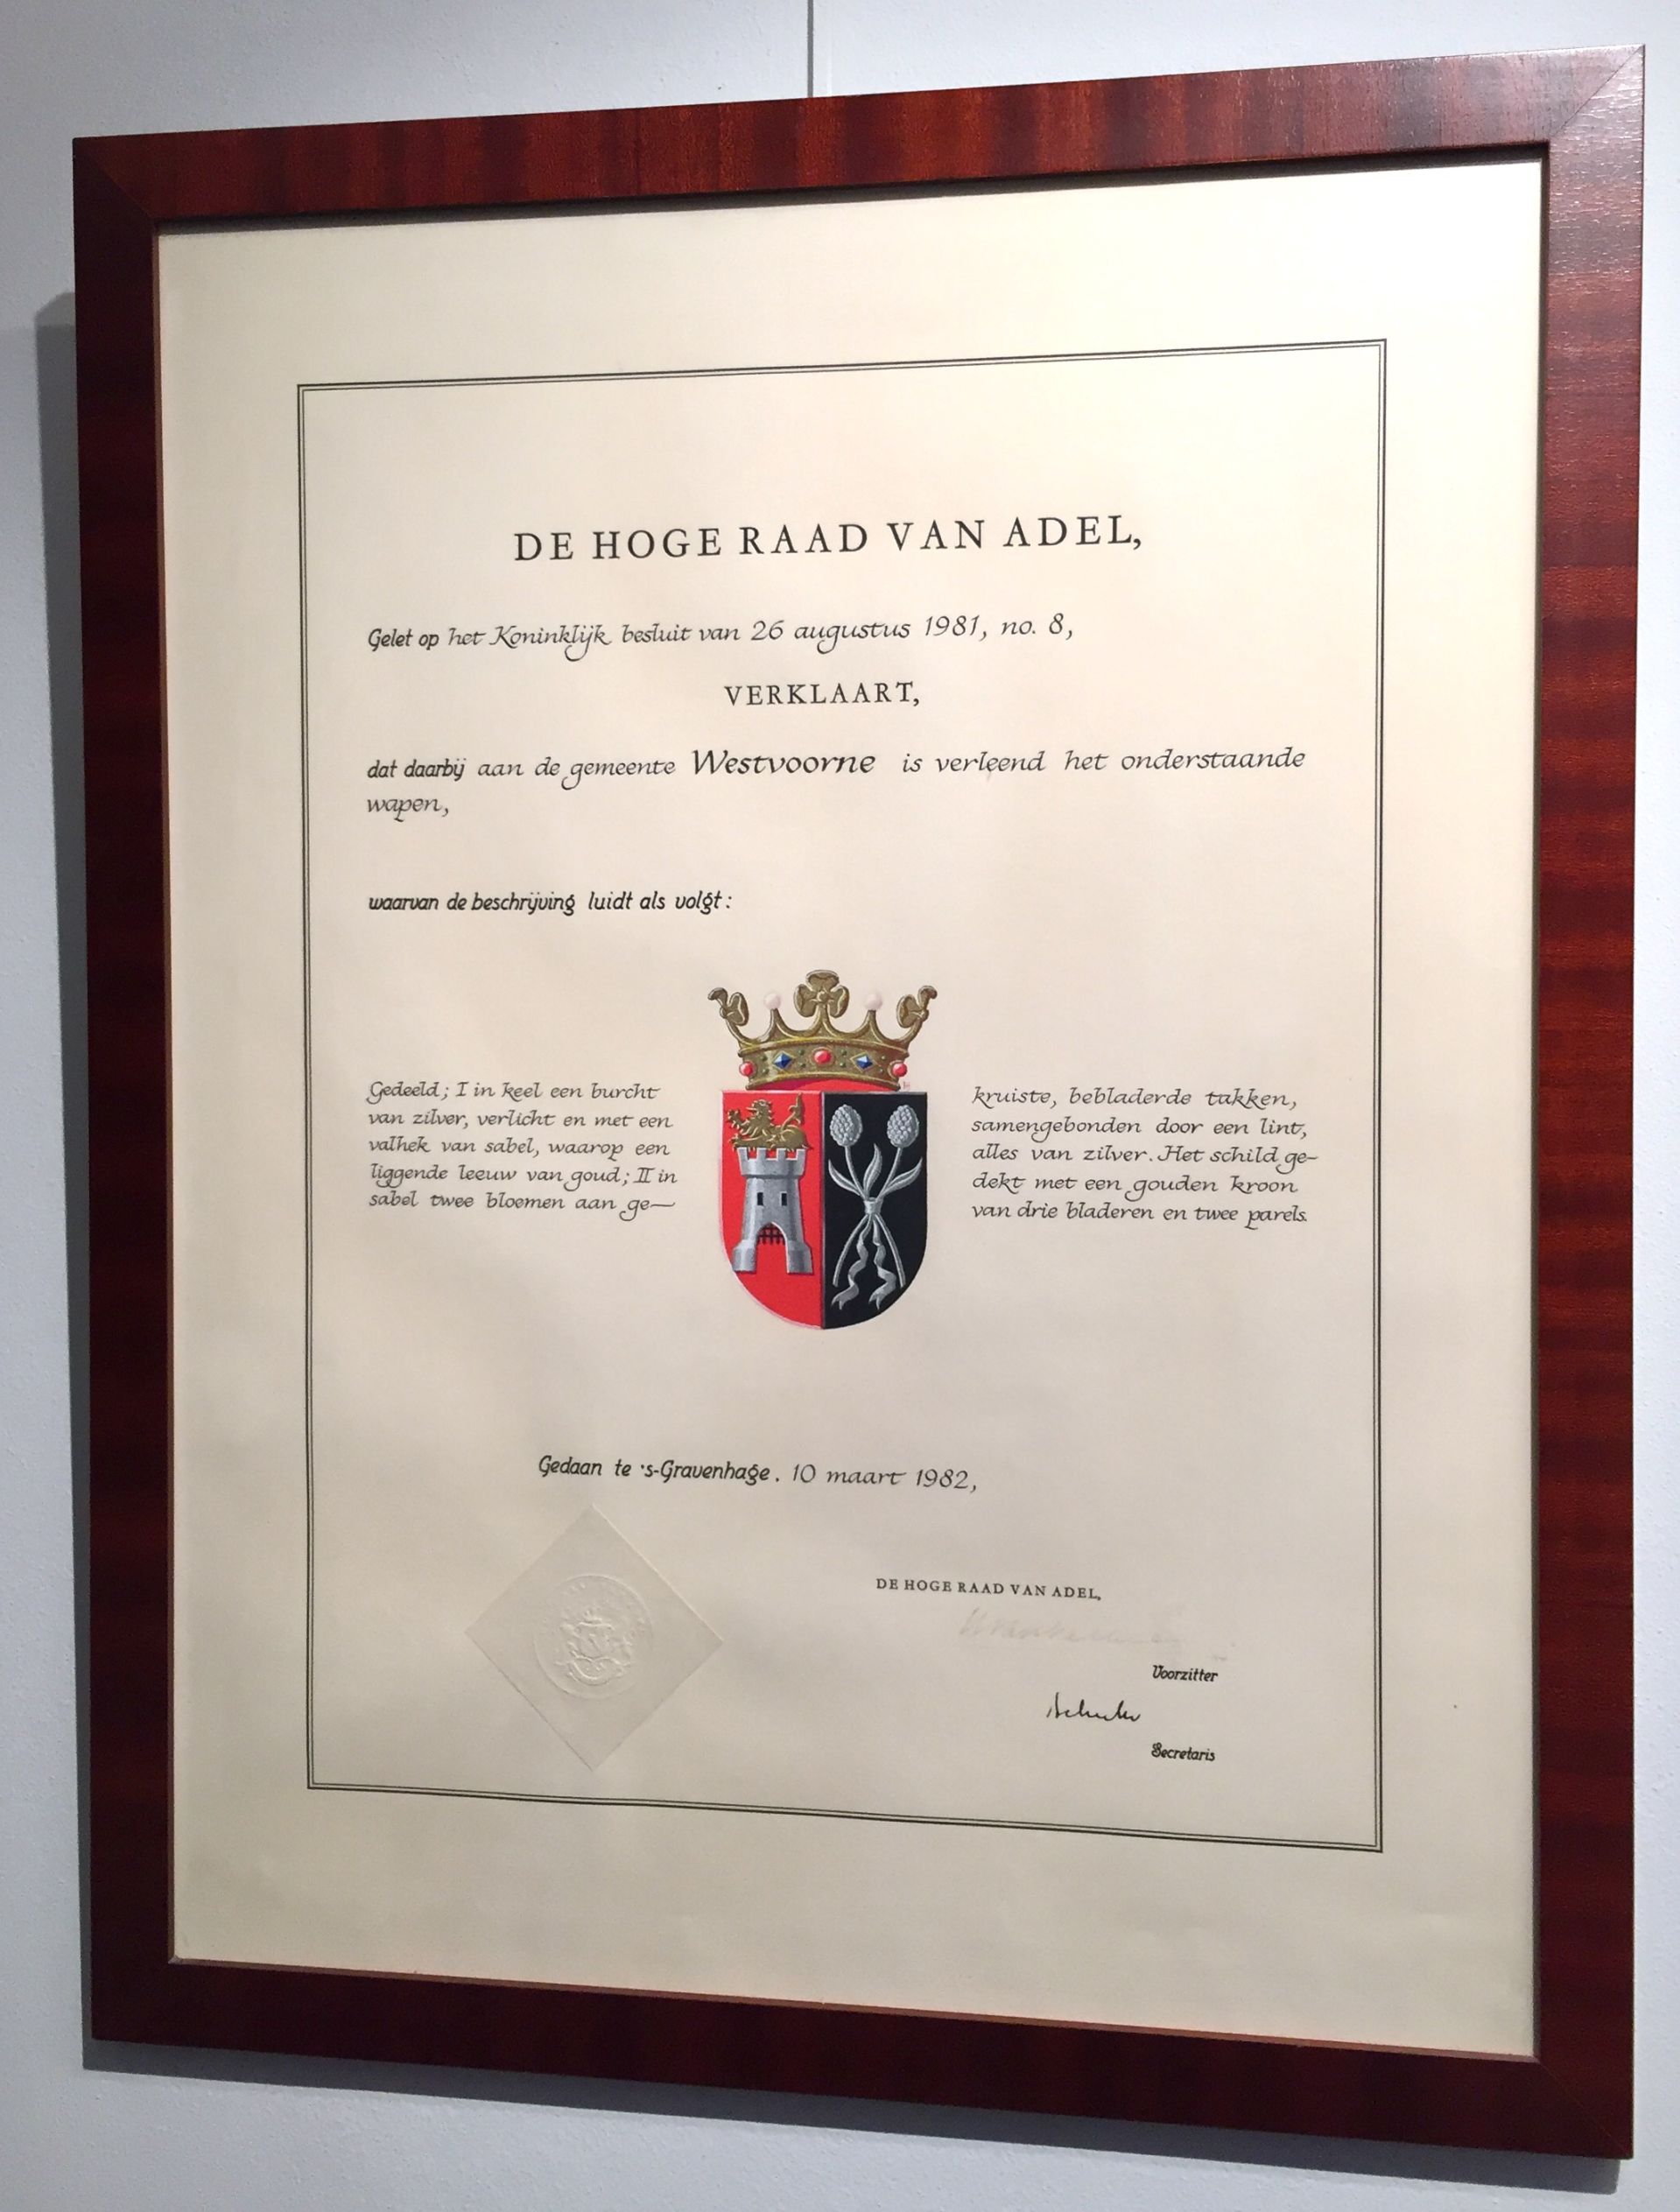 DE HOGE RAAD VAN ADEL,
Gelet op het Koninklijk besluit van 26 augustus 1981, no. 8,
VERKLAART,
dat daarbij aan de gemeente Westvoorne is verleend het onderstaande
wapen,
waarvan de beschrijving luidt als volgt:
Gedeeld; I in keel een burcht
van zilver, verlicht en met een
valhek van sabel, waarop een
liggende leeuw van goud; II in
sabel twee bloemen aan ge-
kruiste, bebladerde takken,
samengebonden door een lint,
alles van zilver. Het schild ge-
dekt met een gouden kroon
van drie bladeren en twee parels.
Gedaan te 's-Gravenhage. 10 maart 1982,
DE HOGE RAAD VAN ADEL,
Voorzitter
Secretaris